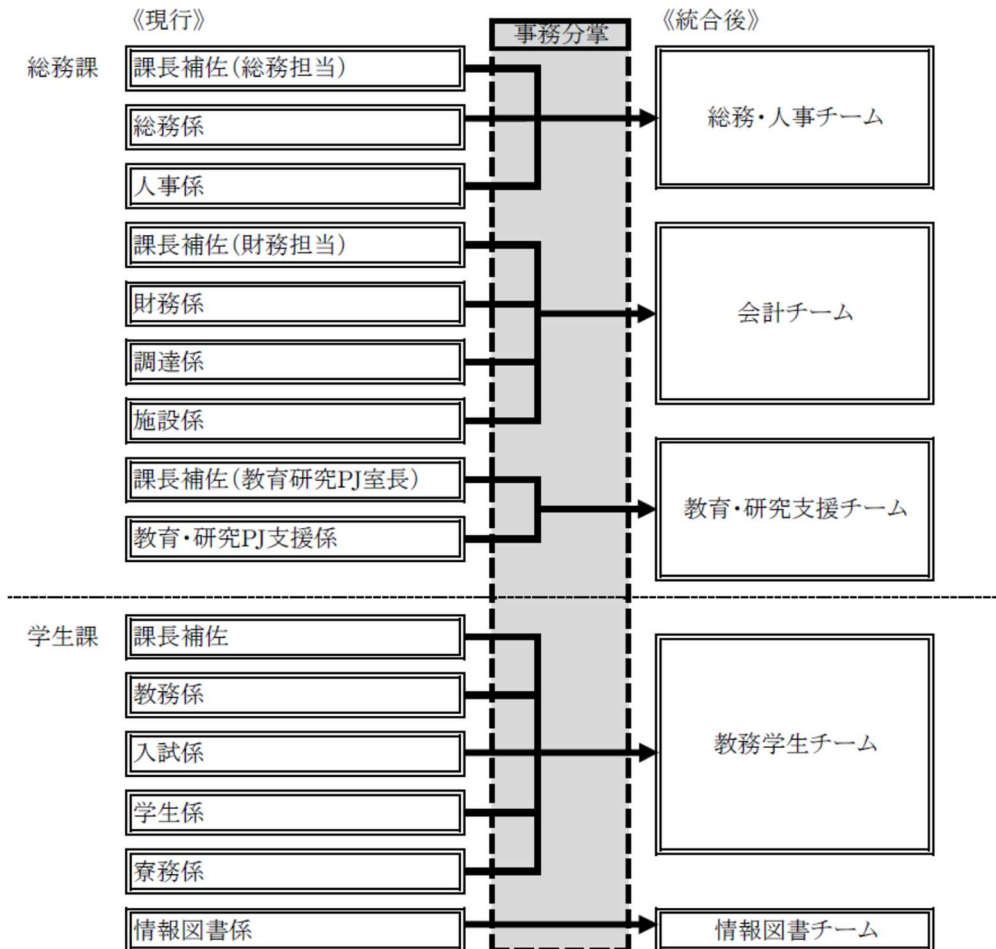 《現行》
事務分掌
《統合後》
総務課
課長補佐(総務担当)
総務係
人事係
総務・人事チーム
課長補佐(財務担当)
財務係
調達係
施設係
会計チーム
課長補佐(教育研究PJ室長)
教育・研究PJ支援係
教育・研究支援チーム
学生課
課長補佐
教務係
入試係
学生係
寮務係
教務学生チーム
情報図書係
情報図書チーム